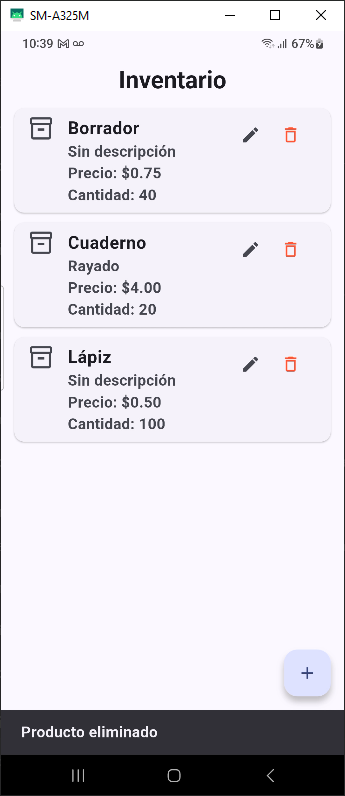 SM-A325M
10:39
67%
Inventario
Borrador
Sin descripción
Precio: $0.75
Cantidad: 40
Cuaderno
Rayado
Precio: $4.00
Cantidad: 20
Lápiz
Sin descripción
Precio: $0.50
Cantidad: 100
+
Producto eliminado